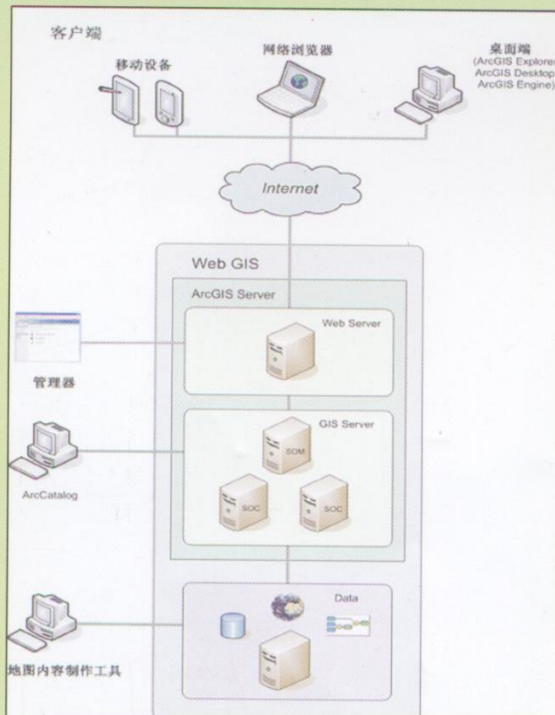 客户端
移动设备
网络浏览器
桌面端
(ArcGIS Explorer
ArcGIS Desktop
ArcGIS Engine)
Internet
Web GIS
ArcGIS Server
Web Server
管理器
GIS Server
SOM
SOC
SOC
ArcCatalog
Data
地图内容制作工具